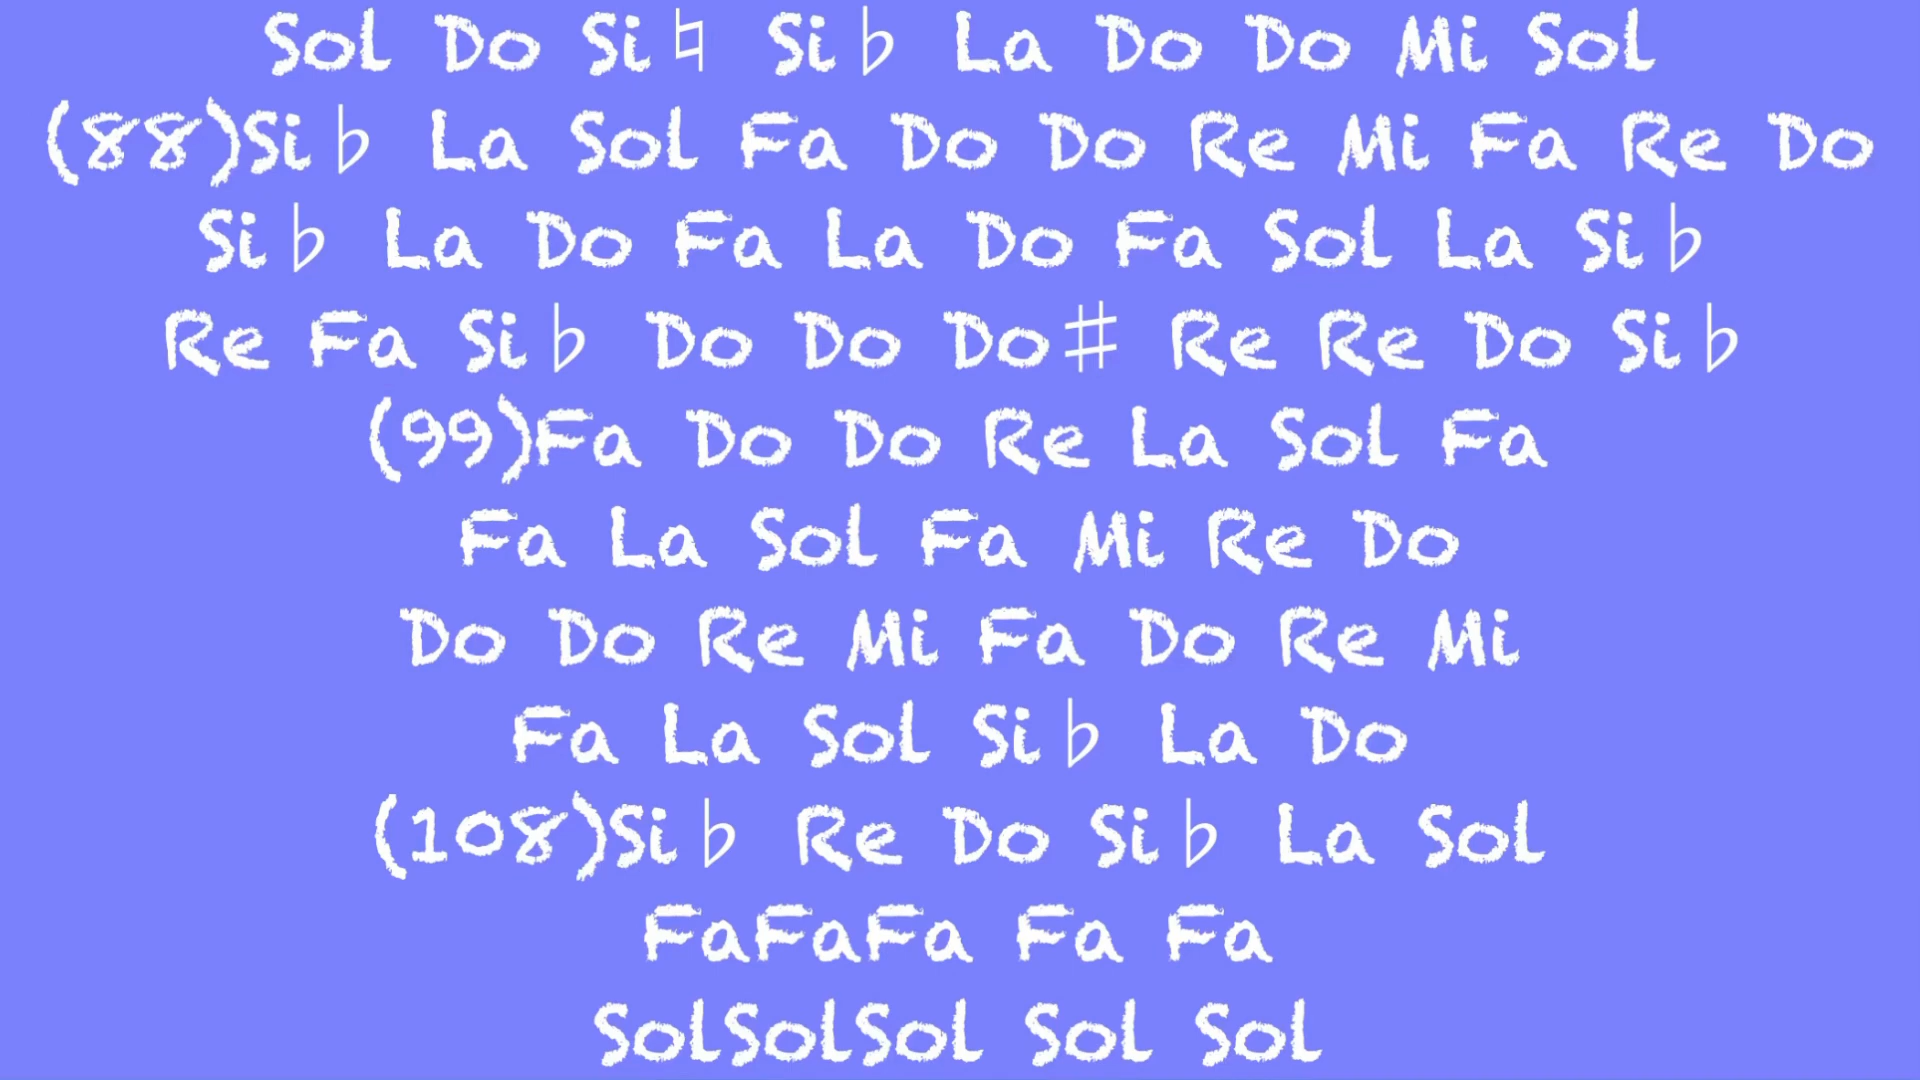 Sol Do Si♮ Si♭ La Do Do Mi Sol
(88)Si♭ La Sol Fa Do Do Re Mi Fa Re Do
Si♭ La Do Fa La Do Fa Sol La Si♭
Re Fa Si♭ Do Do Do♯ Re Re Do Si♭
(99)Fa Do Do Re La Sol Fa
Fa La Sol Fa Mi Re Do
Do Do Re Mi Fa Do Re Mi
Fa La Sol Si♭ La Do
(108)Si♭ Re Do Si♭ La Sol
FaFaFa Fa Fa
SolSolSol Sol Sol